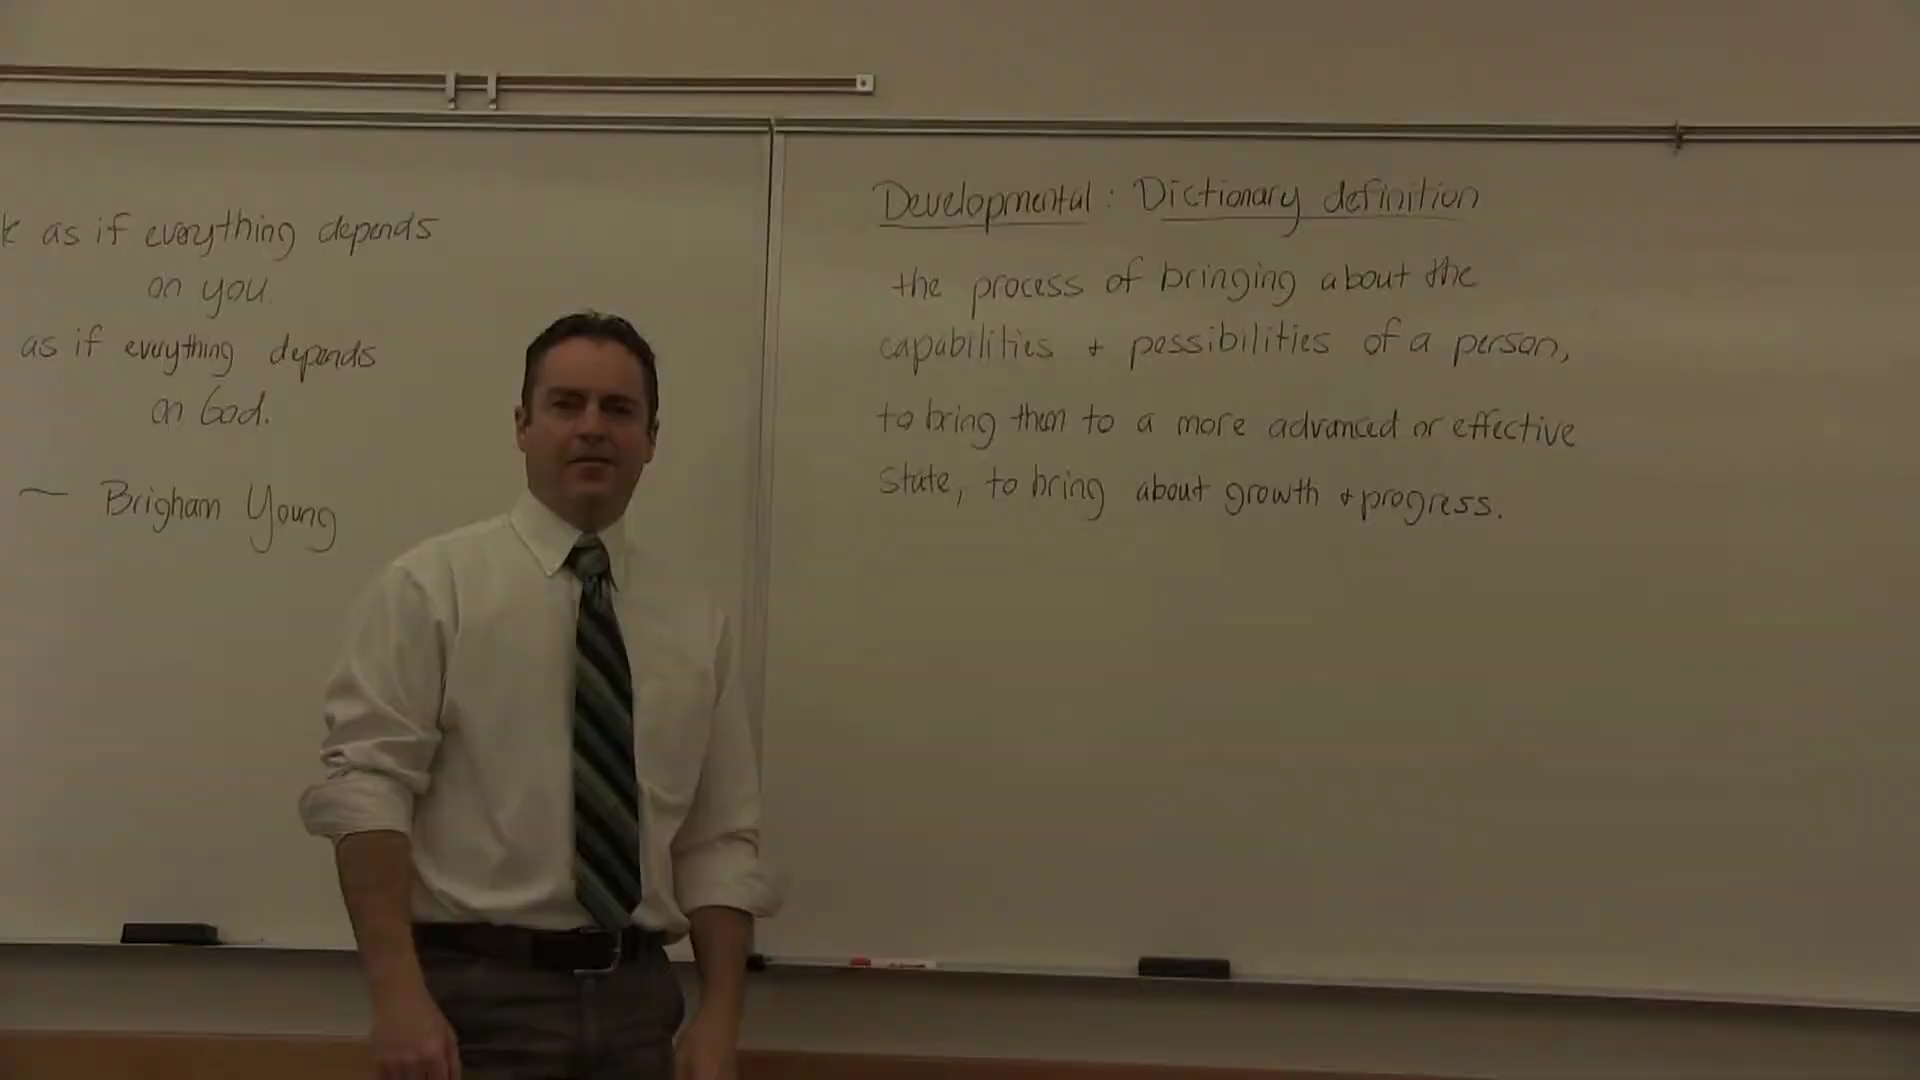 as if everything depends
on you.
as if everything depends
on God.
~ Brigham Young
Developmental: Dictionary definition
the process of bringing about the
capabilities + possibilities of a person,
to bring them to a more advanced or effective
state, to bring about growth + progress.